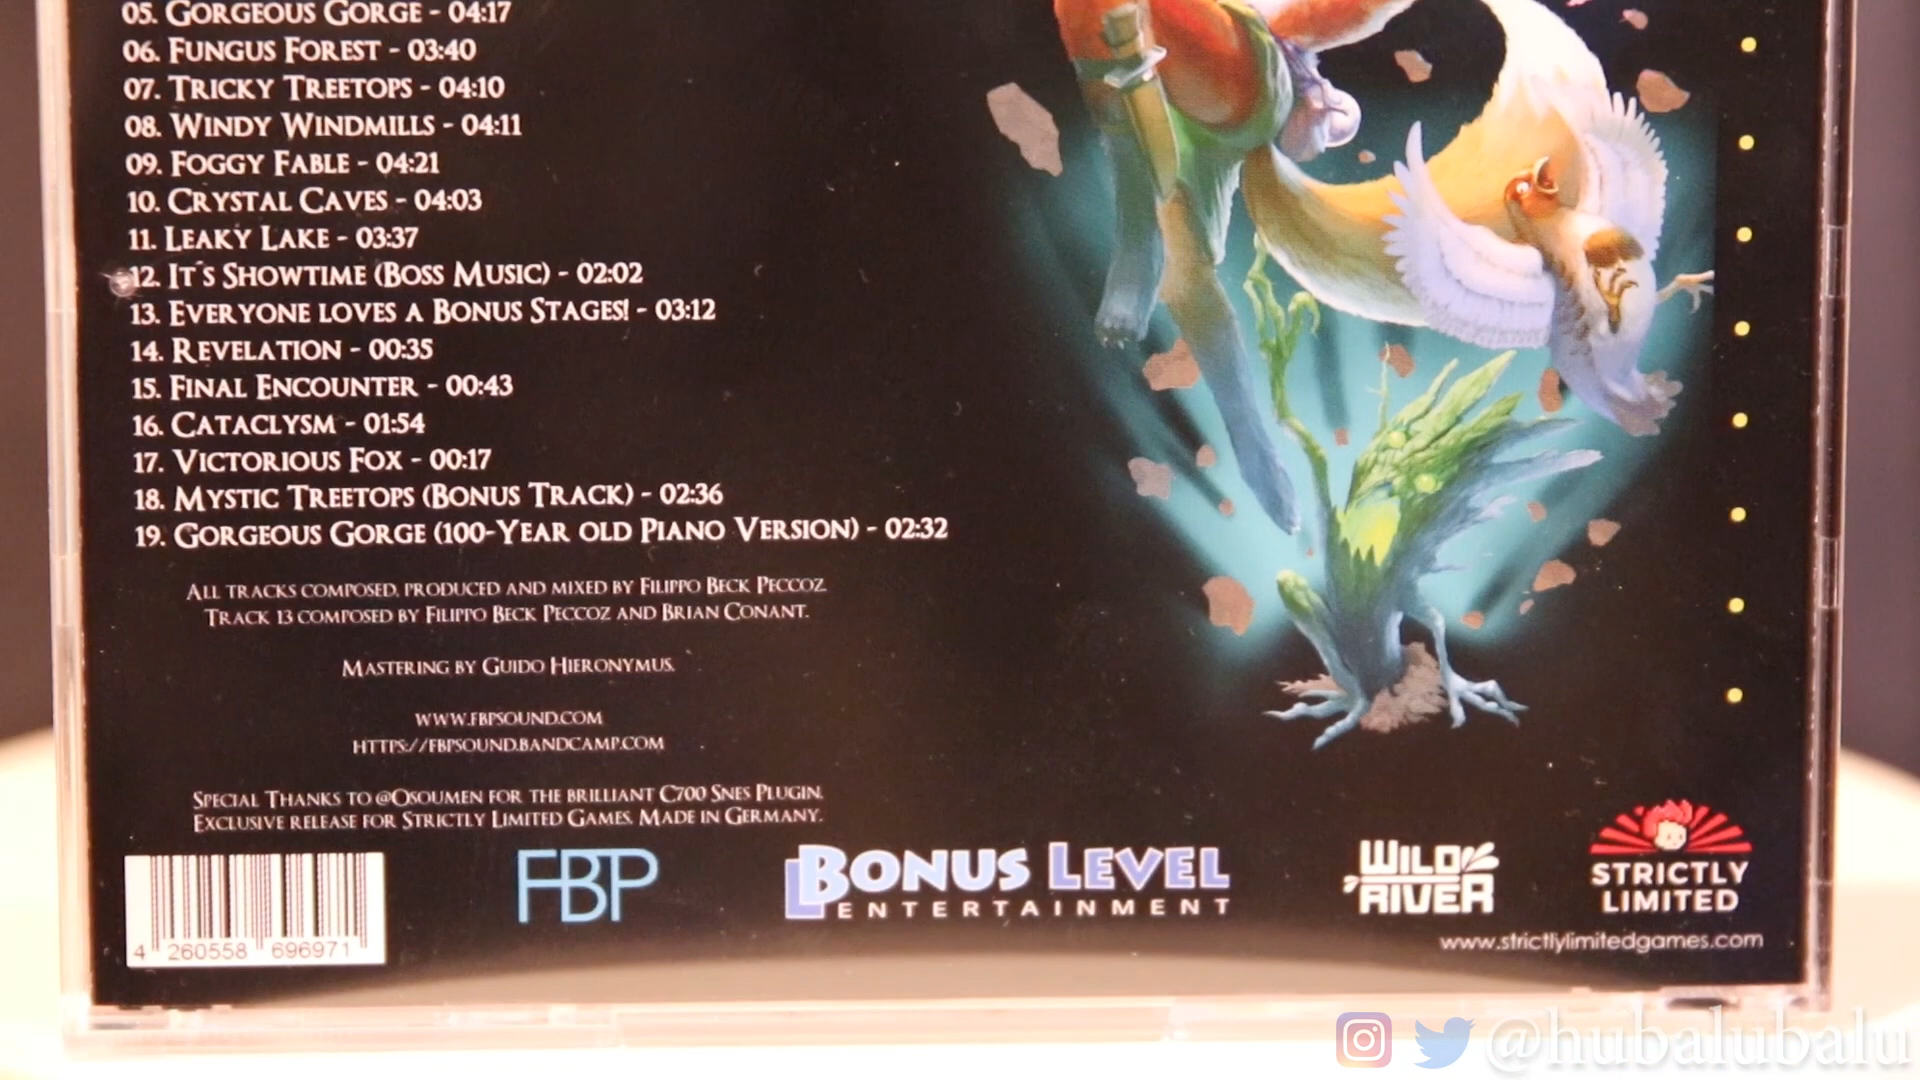 05. Gorgeous Gorge - 04:17
06. Fungus Forest - 03:40
07. Tricky Treetops - 04:10
08. Windy Windmills - 04:11
09. Foggy Fable - 04:21
10. Crystal Caves - 04:03
11. Leaky Lake - 03:37
12. It´s Showtime (Boss Music) - 02:02
13. Everyone loves a Bonus Stages! - 03:12
14. Revelation - 00:35
15. Final Encounter - 00:43
16. Cataclysm - 01:54
17. Victorious Fox - 00:17
18. Mystic Treetops (Bonus Track) - 02:36
19. Gorgeous Gorge (100-Year old Piano Version) - 02:32
All tracks composed, produced and mixed by Filippo Beck Peccoz.
Track 13 composed by Filippo Beck Peccoz and Brian Conant.
Mastering by Guido Hieronymus.
www.fbpsound.com
https://fbpsound.bandcamp.com
Special Thanks to @Osoumen for the brilliant C700 Snes Plugin.
Exclusive release for Strictly Limited Games. Made in Germany.
4 260558 696971
FBP
Bonus Level
ENTERTAINMENT
WILD
RIVER
STRICTLY
LIMITED
www.strictlylimitedgames.com
@hubalubalu